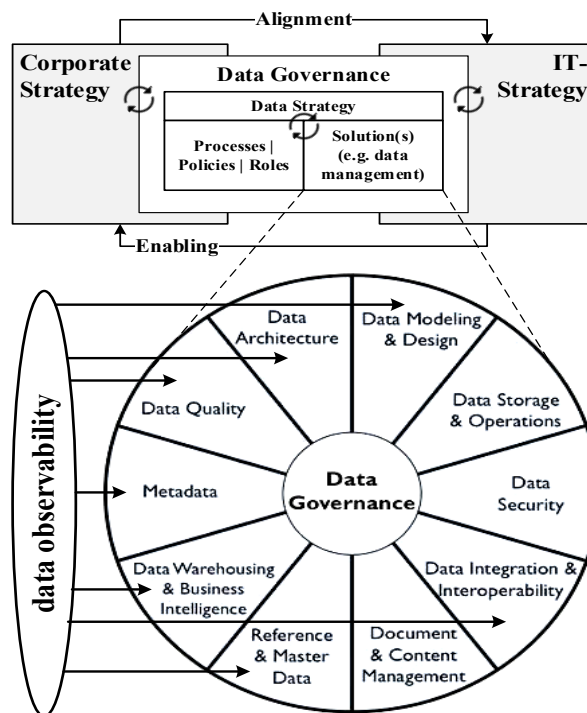 Alignment
Corporate
Strategy
Data Governance
IT-
Strategy
Data Strategy
Processes |
Policies | Roles
Solution(s)
(e.g. data
management)
Enabling
data observability
Data
Architecture
Data Modeling
& Design
Data Quality
Data Storage
& Operations
Metadata
Data
Governance
Data
Security
Data Warehousing
& Business
Intelligence
Data Integration &
Interoperability
Reference
& Master
Data
Document
& Content
Management